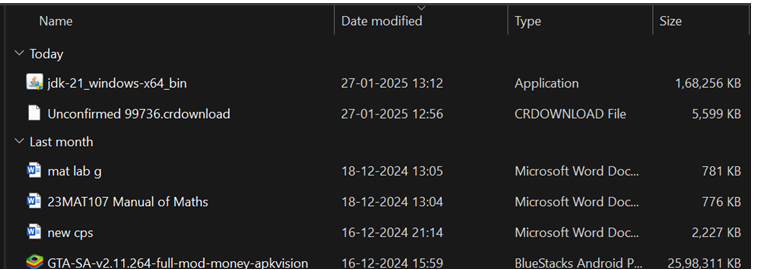 Name Date modified Type Size
Today
jdk-21_windows-x64_bin 27-01-2025 13:12 Application 1,68,256 KB
Unconfirmed 99736.crdownload 27-01-2025 12:56 CRDOWNLOAD File 5,599 KB
Last month
mat lab g 18-12-2024 13:05 Microsoft Word Doc... 781 KB
23MAT107 Manual of Maths 18-12-2024 13:04 Microsoft Word Doc... 776 KB
new cps 16-12-2024 21:14 Microsoft Word Doc... 2,227 KB
GTA-SA-v2.11.264-full-mod-money-apkvision 16-12-2024 15:59 BlueStacks Android P... 25,98,311 KB